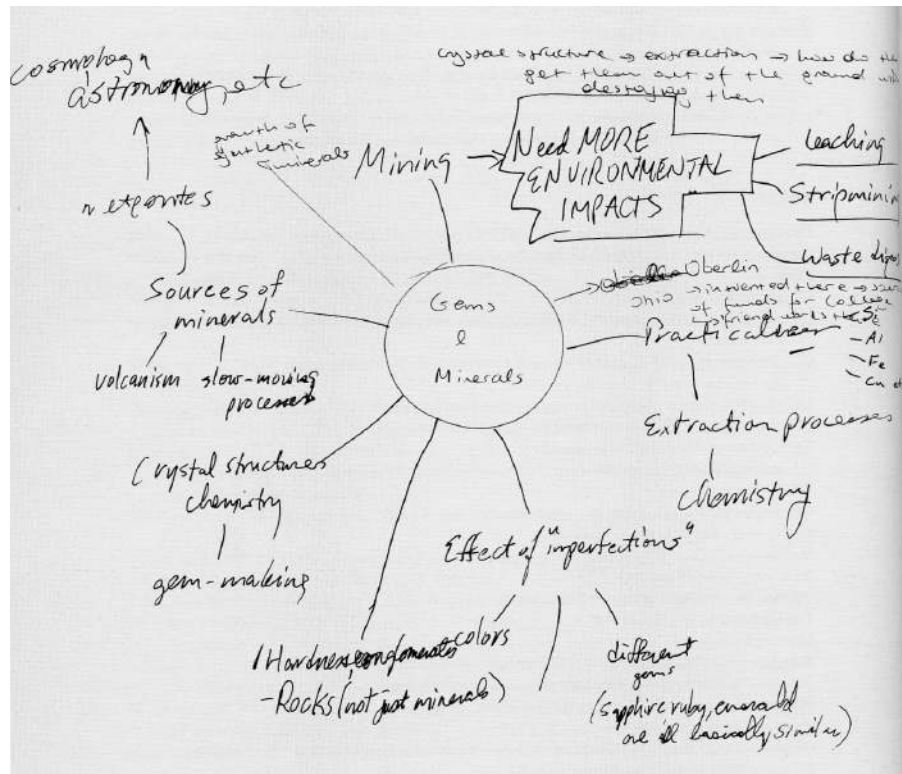 crystal structure → extraction → how do the
get them out of the ground
destroying them
cosmology,
astronomy, etc
growth of
synthetic
minerals
Mining
Need MORE
ENVIRONMENTAL
IMPACTS
leaching
Stripmining
Waste
meteorites
Sources of
minerals
volcanism
slow-moving
processes
Gems
&
Minerals
Oberlin
Ohio → invented there →
of funds for College
friend works there
Practical uses
- Si
- Al
- Fe
- Cu
Extraction processes
chemistry
Crystal structures
chemistry
gem-making
Effect of "imperfections"
Hardness, conglomerates
- Rocks (not just minerals)
colors
different
gems
(sapphire, ruby, emerald
are all basically similar)